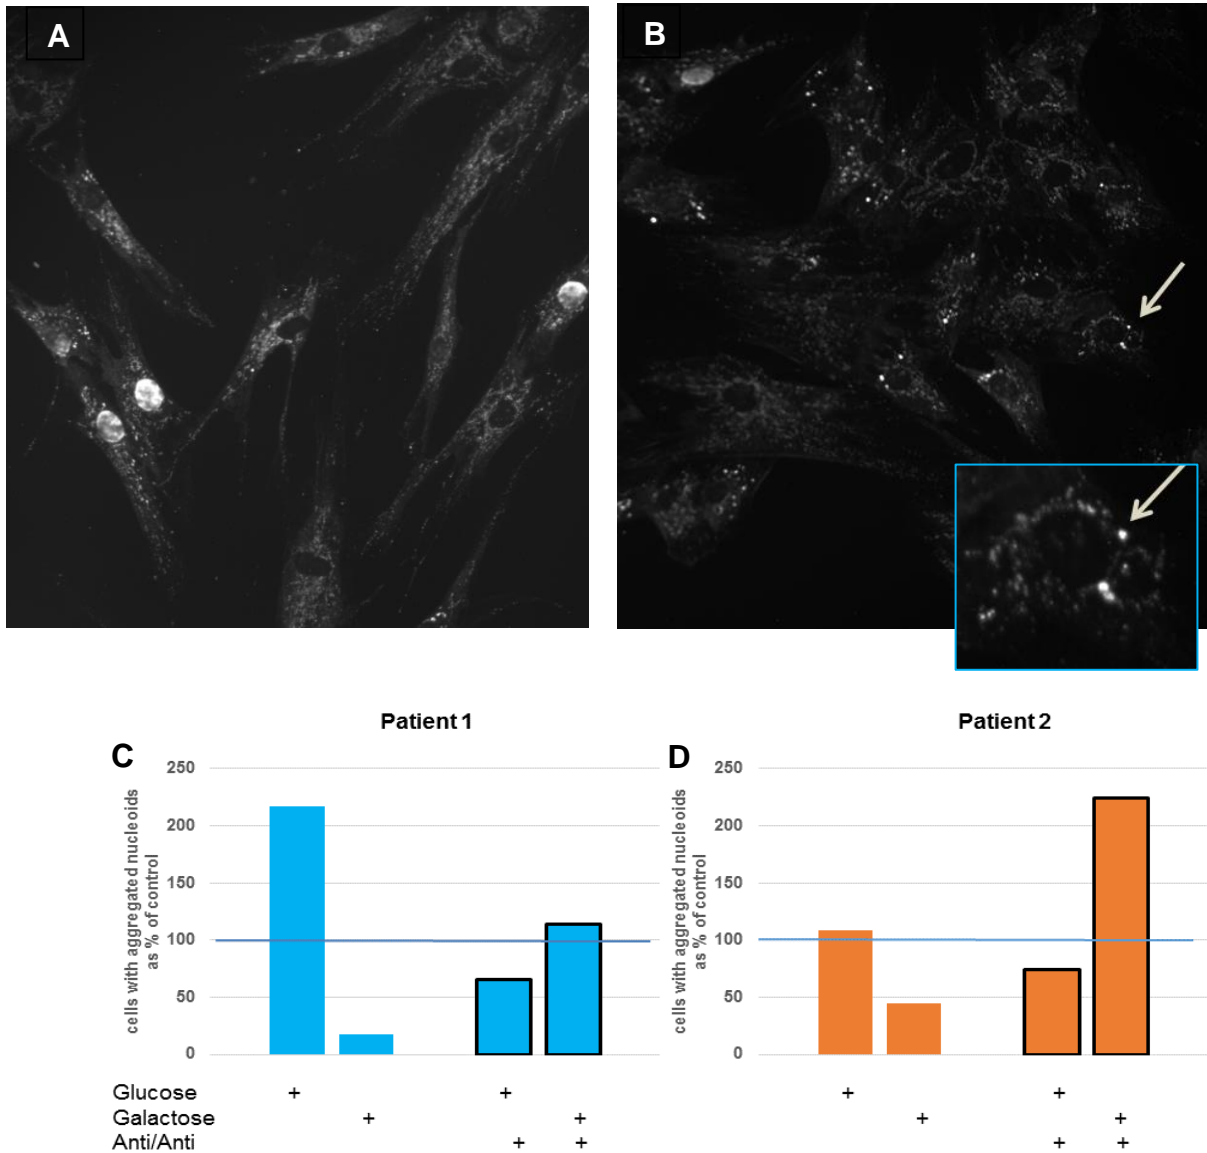 A
B
Patient 1
Patient 2
C
D
cells with aggregated nucleoids
as % of control
250
200
150
100
50
0
cells with aggregated nucleoids
as % of control
250
200
150
100
50
0
Glucose + + + +
Galactose + + + +
Anti/Anti + + + +